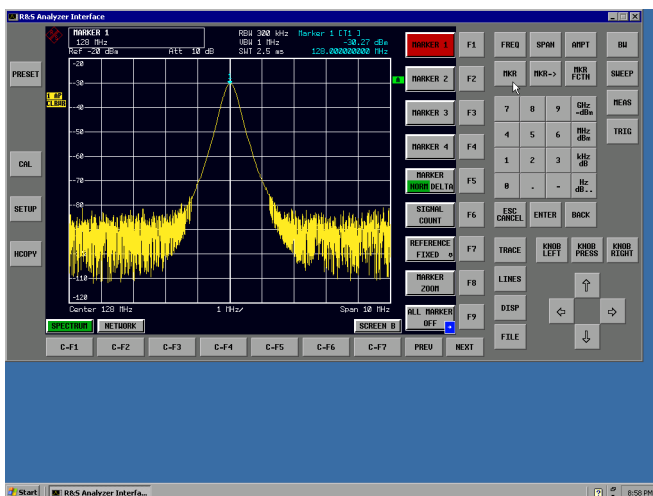 R&S Analyzer Interface
MARKER 1
128 MHz
RBW 300 kHz
Marker 1 [T1 ]
VBW 1 MHz
-30.27 dBm
Ref -20 dBm
Att 10 dB
SWT 2.5 ms
128.000000000 MHz
-20
1 AP
CLRWR
-40
-50
-60
-70
-80
-110
-120
1
A
Center 128 MHz
1 MHz/
Span 10 MHz
SPECTRUM
NETWORK
SCREEN B
PRESET
CAL
SETUP
HCOPY
MARKER 1
F1
MARKER 2
F2
MARKER 3
F3
MARKER 4
F4
MARKER
NORM DELTA
F5
SIGNAL
COUNT
F6
REFERENCE
FIXED
F7
MARKER
ZOOM
F8
ALL MARKER
OFF
F9
C-F1
C-F2
C-F3
C-F4
C-F5
C-F6
C-F7
PREV
NEXT
FREQ
SPAN
AMPT
BW
MKR
MKR->
MKR
FCTN
SWEEP
7
8
9
GHz
-dBm
MEAS
4
5
6
MHz
dBm
TRIG
1
2
3
kHz
dB
0
.
-
Hz
dB..
ESC
CANCEL
ENTER
BACK
TRACE
KNOB
LEFT
KNOB
PRESS
KNOB
RIGHT
LINES
DISP
FILE
Start
R&S Analyzer Interfa...
8:58 PM